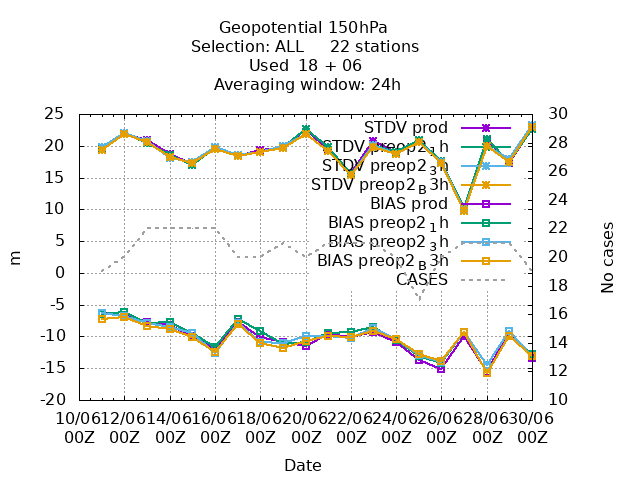 Geopotential 150hPa
Selection: ALL 22 stations
Used 18 + 06
Averaging window: 24h
25
20
15
10
5
0
-5
-10
-15
-20
m
30
28
26
24
22
20
18
16
14
12
10
No cases
STDV prod
STDV preop2_1h
STDV preop2_3h
STDV preop2_B3h
BIAS prod
BIAS preop2_1h
BIAS preop2_3h
BIAS preop2_B3h
CASES
10/06 12/06 14/06 16/06 18/06 20/06 22/06 24/06 26/06 28/06 30/06
00Z 00Z 00Z 00Z 00Z 00Z 00Z 00Z 00Z 00Z 00Z
Date